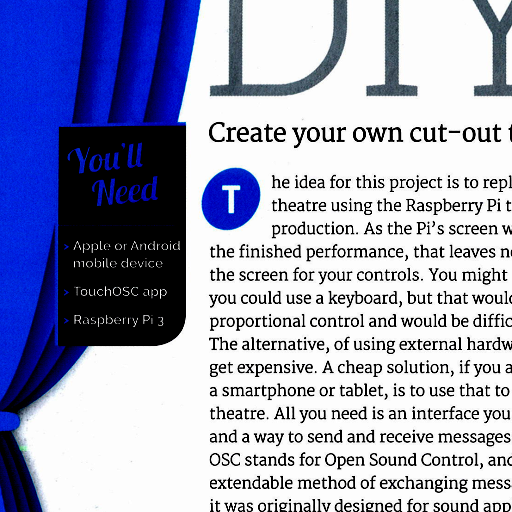 DIY
Create your own cut-out
You'll
Need
> Apple or Android
mobile device
> TouchOSC app
> Raspberry Pi 3
The idea for this project is to repl
theatre using the Raspberry Pi t
production. As the Pi's screen w
the finished performance, that leaves n
the screen for your controls. You might
you could use a keyboard, but that woul
proportional control and would be diffic
The alternative, of using external hardw
get expensive. A cheap solution, if you a
a smartphone or tablet, is to use that to
theatre. All you need is an interface you
and a way to send and receive messages
OSC stands for Open Sound Control, and
extendable method of exchanging mess
it was originally designed for sound app